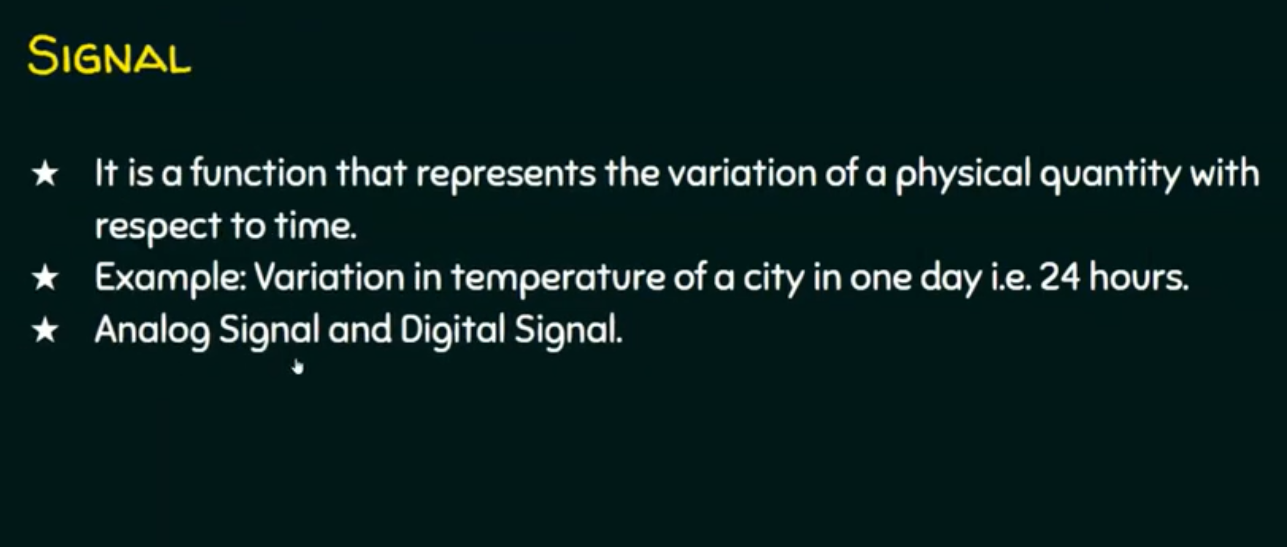 SIGNAL
★ It is a function that represents the variation of a physical quantity with
respect to time.
★ Example: Variation in temperature of a city in one day i.e. 24 hours.
★ Analog Signal and Digital Signal.